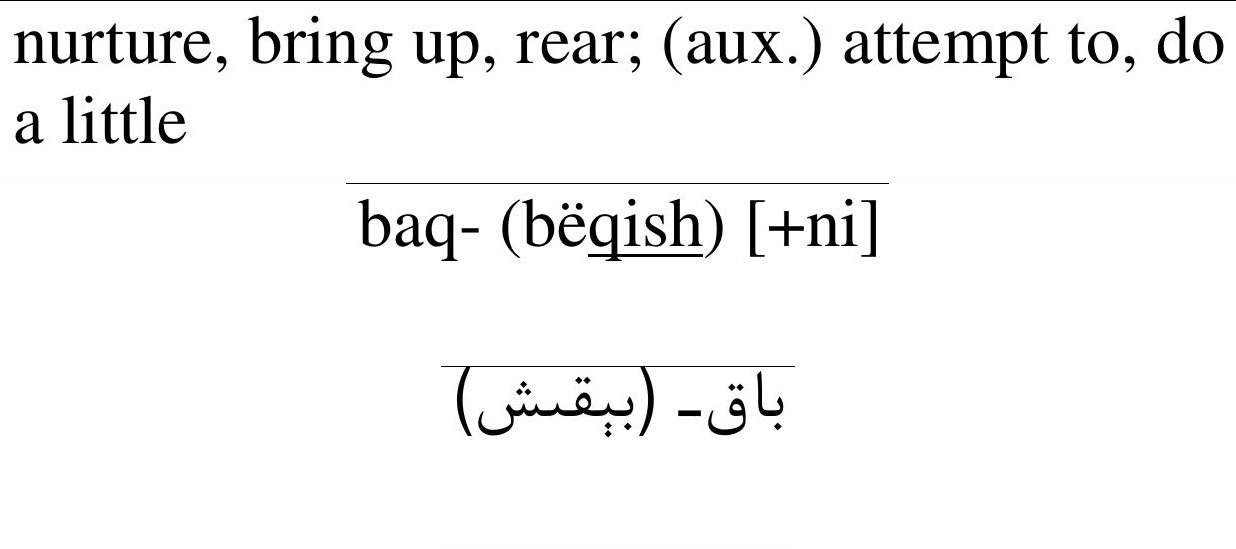 nurture, bring up, rear; (aux.) attempt to, do
a little
baq- (bëqish) [+ni]
باق- (بېقىش)